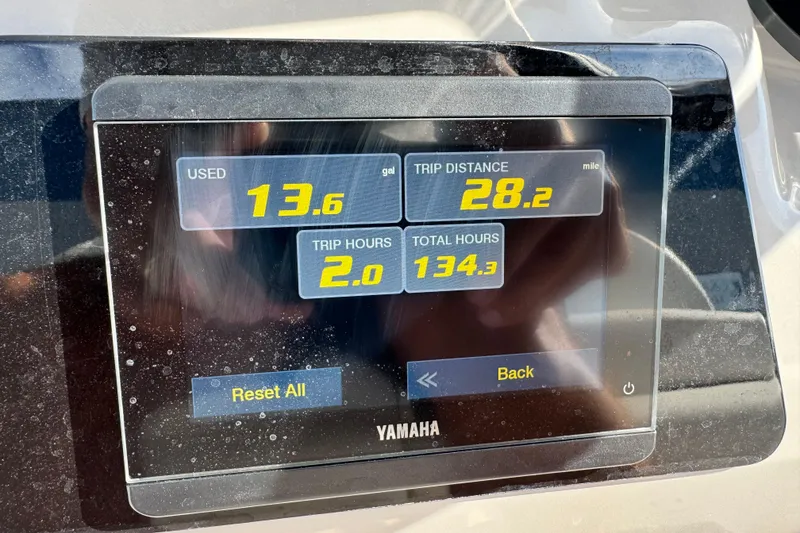 USED gal TRIP DISTANCE mile
13.6 28.2
TRIP HOURS TOTAL HOURS
2.0 134.3
Reset All Back
YAMAHA